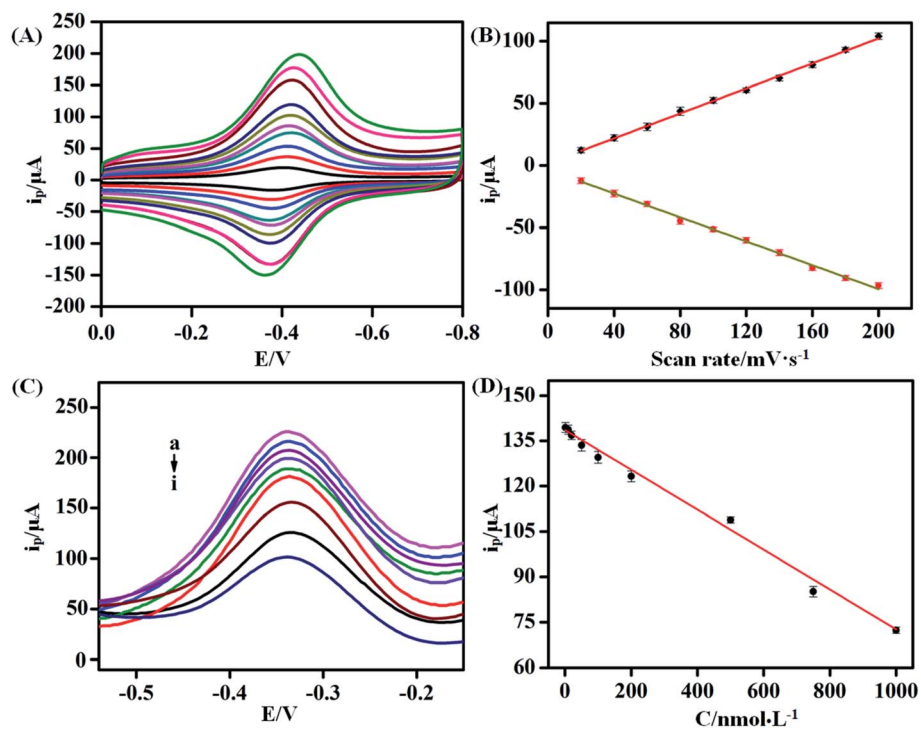 (A)
250
200
150
100
50
0
-50
-100
-150
-200
i_p/μA
0.0 -0.2 -0.4 -0.6 -0.8
E/V
(B)
100
50
0
-50
-100
i_p/μA
0 40 80 120 160 200
Scan rate/mV·s⁻¹
(C)
250
200
150
100
50
0
i_p/μA
a
i
-0.5 -0.4 -0.3 -0.2
E/V
(D)
150
135
120
105
90
75
60
i_p/μA
0 200 400 600 800 1000
C/nmol·L⁻¹